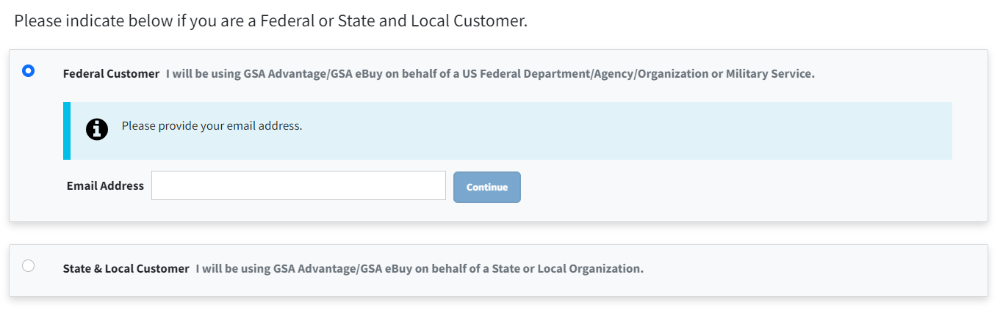 Please indicate below if you are a Federal or State and Local Customer.
Federal Customer I will be using GSA Advantage/GSA eBuy on behalf of a US Federal Department/Agency/Organization or Military Service.
Please provide your email address.
Email Address Continue
State & Local Customer I will be using GSA Advantage/GSA eBuy on behalf of a State or Local Organization.